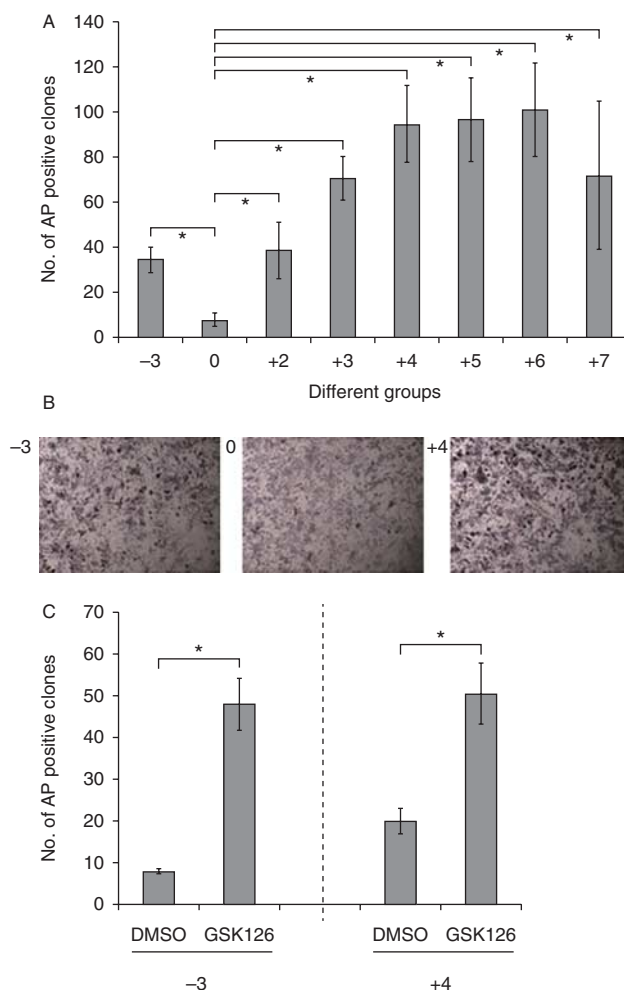 A
140
120
100
80
60
40
20
0
No. of AP positive clones
* * * * * * *
–3 0 +2 +3 +4 +5 +6 +7
Different groups
B
–3 0 +4
C
70
60
50
40
30
20
10
0
No. of AP positive clones
* *
DMSO GSK126 DMSO GSK126
–3 +4